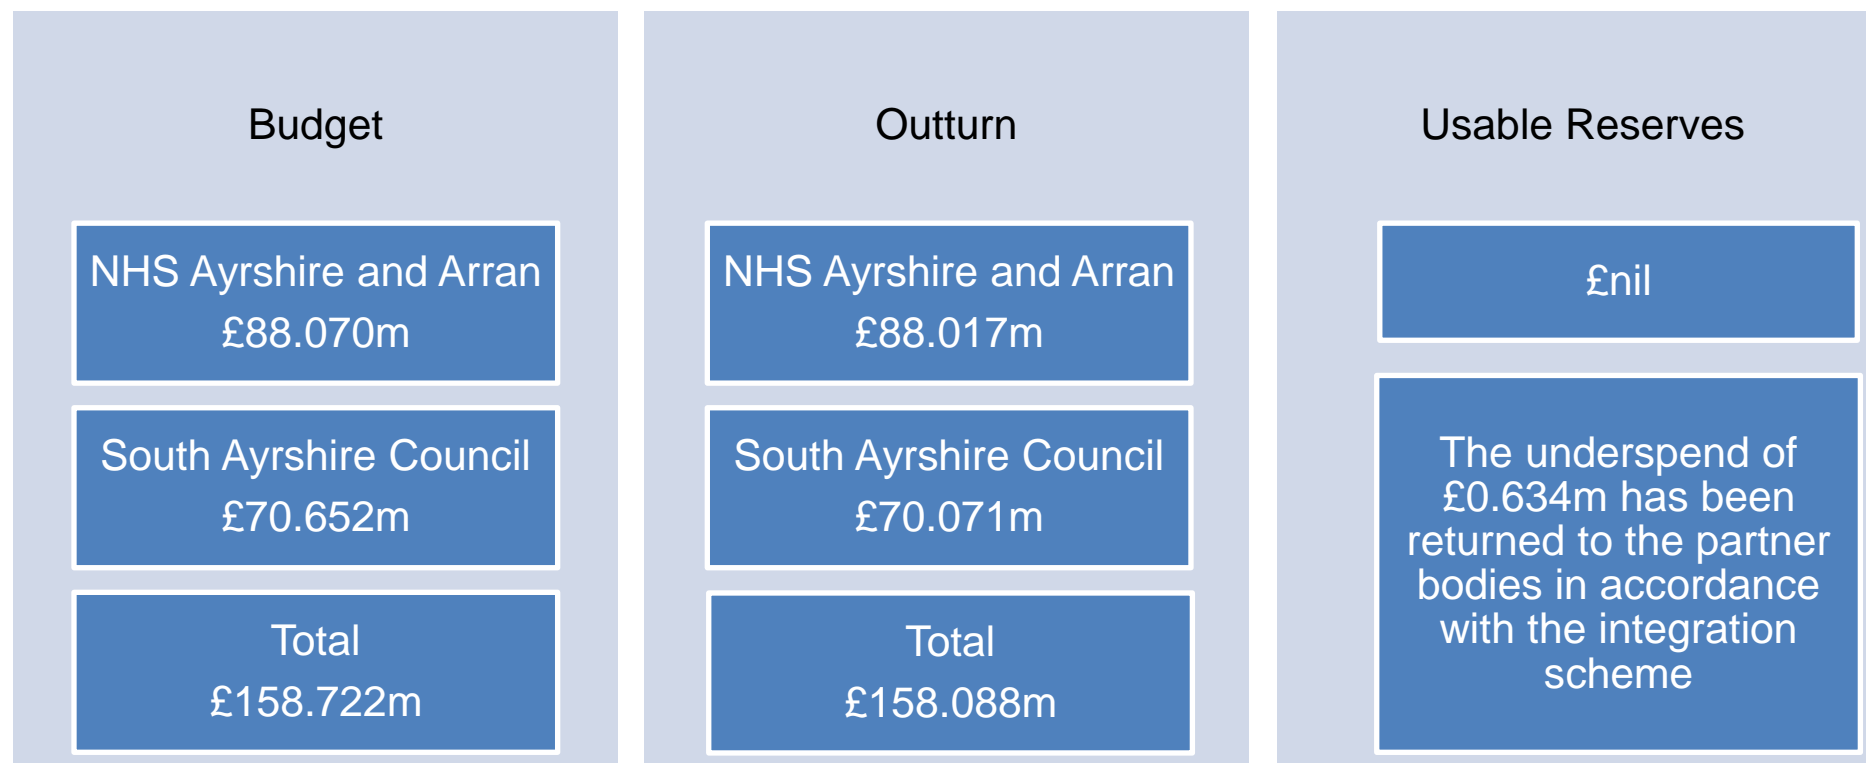 Budget
NHS Ayrshire and Arran
£88.070m
South Ayrshire Council
£70.652m
Total
£158.722m
Outturn
NHS Ayrshire and Arran
£88.017m
South Ayrshire Council
£70.071m
Total
£158.088m
Usable Reserves
£nil
The underspend of
£0.634m has been
returned to the partner
bodies in accordance
with the integration
scheme